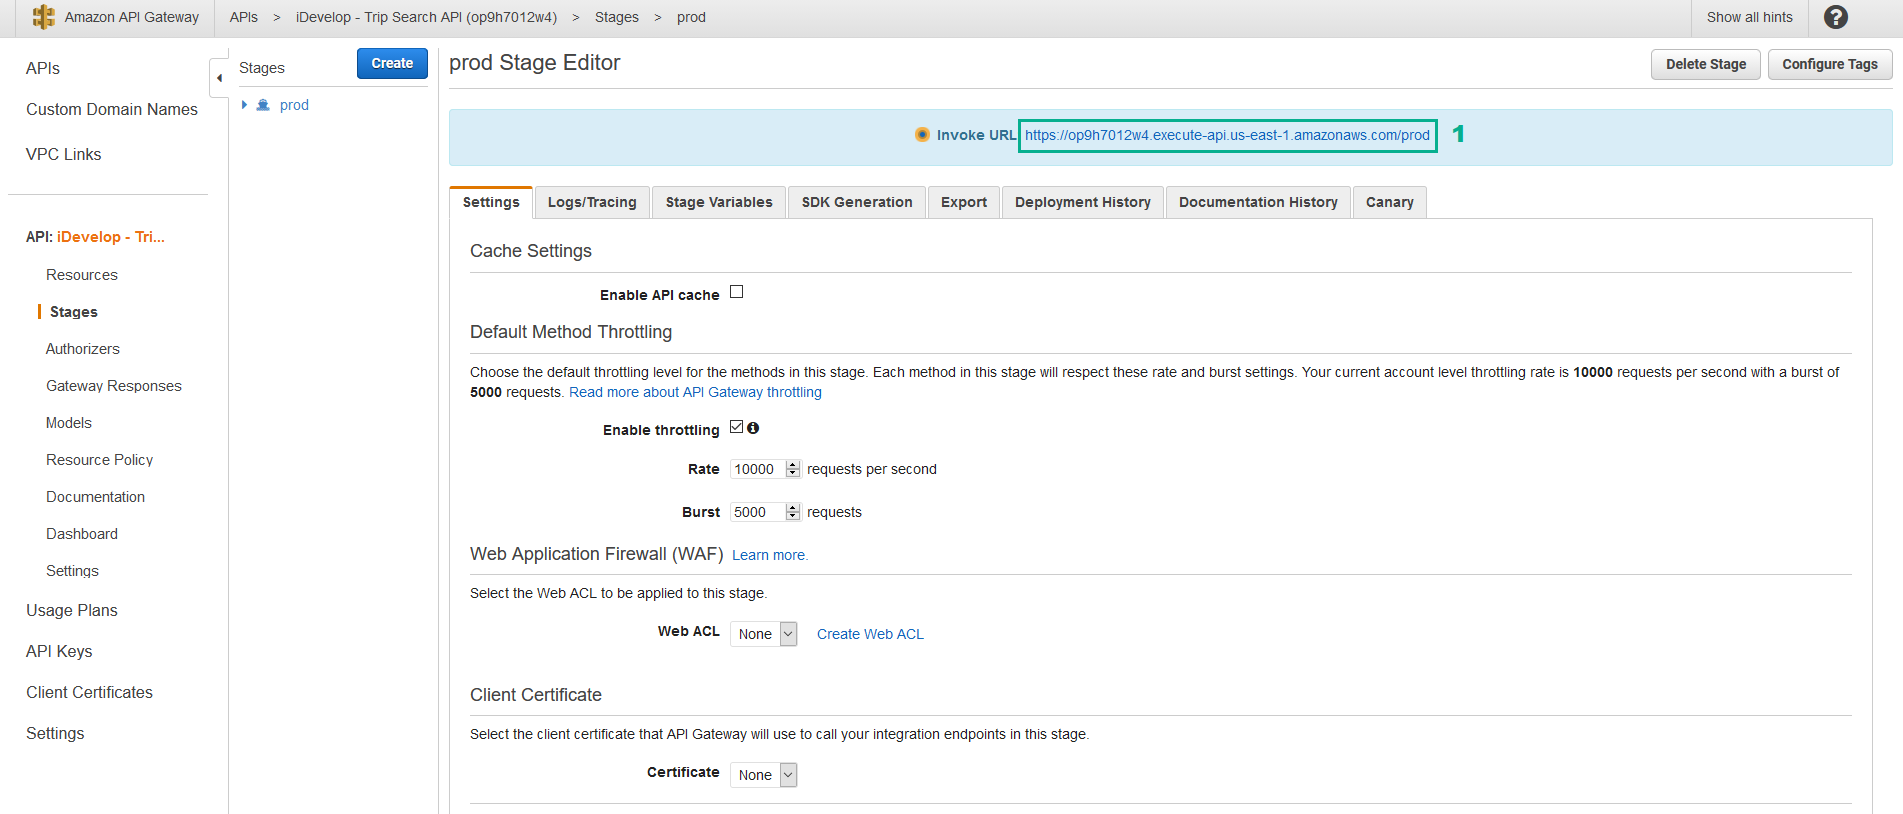 Amazon API Gateway
APIs > iDevelop - Trip Search API (op9h7012w4) > Stages > prod
Show all hints
?
APIs
Custom Domain Names
VPC Links
API: iDevelop - Tri...
Resources
Stages
Authorizers
Gateway Responses
Models
Resource Policy
Documentation
Dashboard
Settings
Usage Plans
API Keys
Client Certificates
Settings
Stages
Create
prod
prod Stage Editor
Delete Stage
Configure Tags
Invoke URL https://op9h7012w4.execute-api.us-east-1.amazonaws.com/prod 1
Settings Logs/Tracing Stage Variables SDK Generation Export Deployment History Documentation History Canary
Cache Settings
Enable API cache
Default Method Throttling
Choose the default throttling level for the methods in this stage. Each method in this stage will respect these rate and burst settings. Your current account level throttling rate is 10000 requests per second with a burst of
5000 requests. Read more about API Gateway throttling
Enable throttling
Rate 10000 requests per second
Burst 5000 requests
Web Application Firewall (WAF) Learn more.
Select the Web ACL to be applied to this stage.
Web ACL None Create Web ACL
Client Certificate
Select the client certificate that API Gateway will use to call your integration endpoints in this stage.
Certificate None